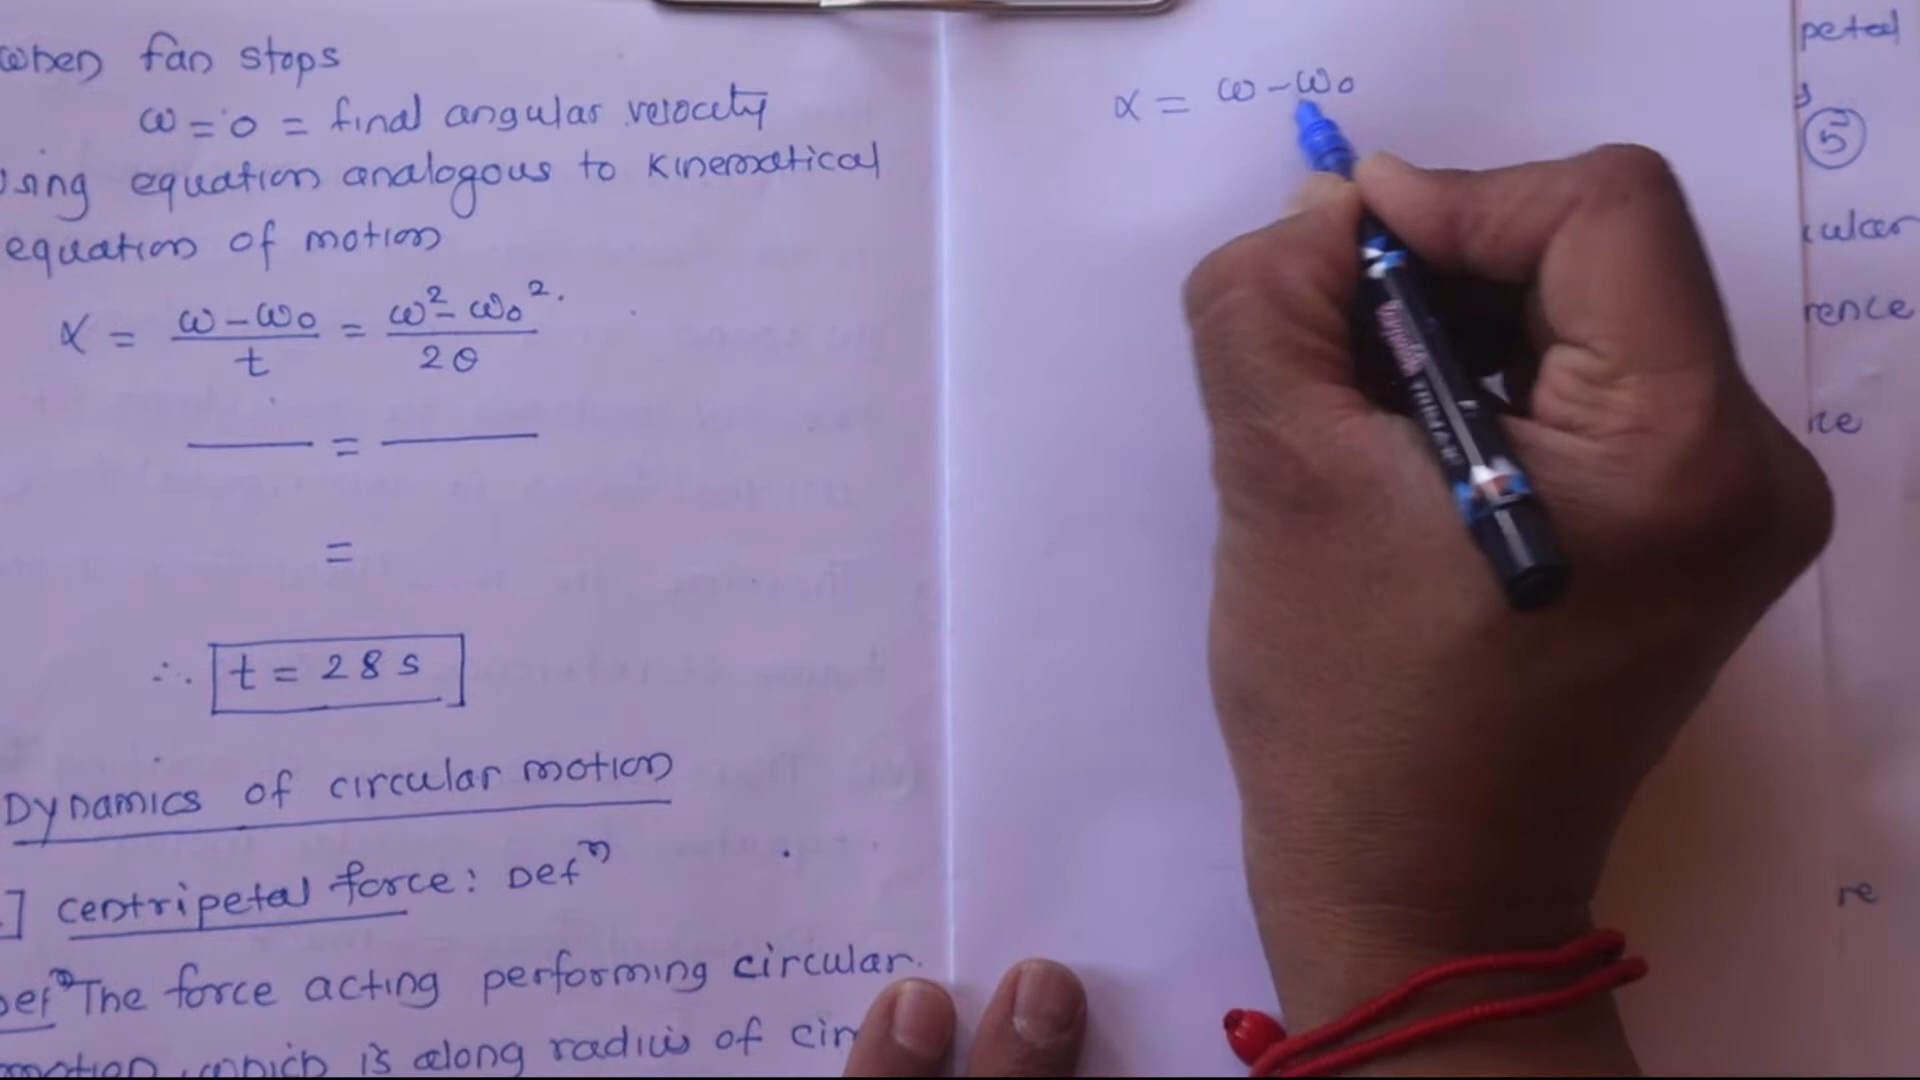 when fan stops
ω = 0 = final angular velocity
Using equation analogous to kinematical
equation of motion
α = ω - ω₀ / t = ω² - ω₀² / 2θ
=
=
∴ t = 28 s
Dynamics of circular motion
] centripetal force: Defⁿ
Defⁿ The force acting performing circular.
motion, which is along radius of cir
α = ω - ω₀
petal
5
cular
rence
re